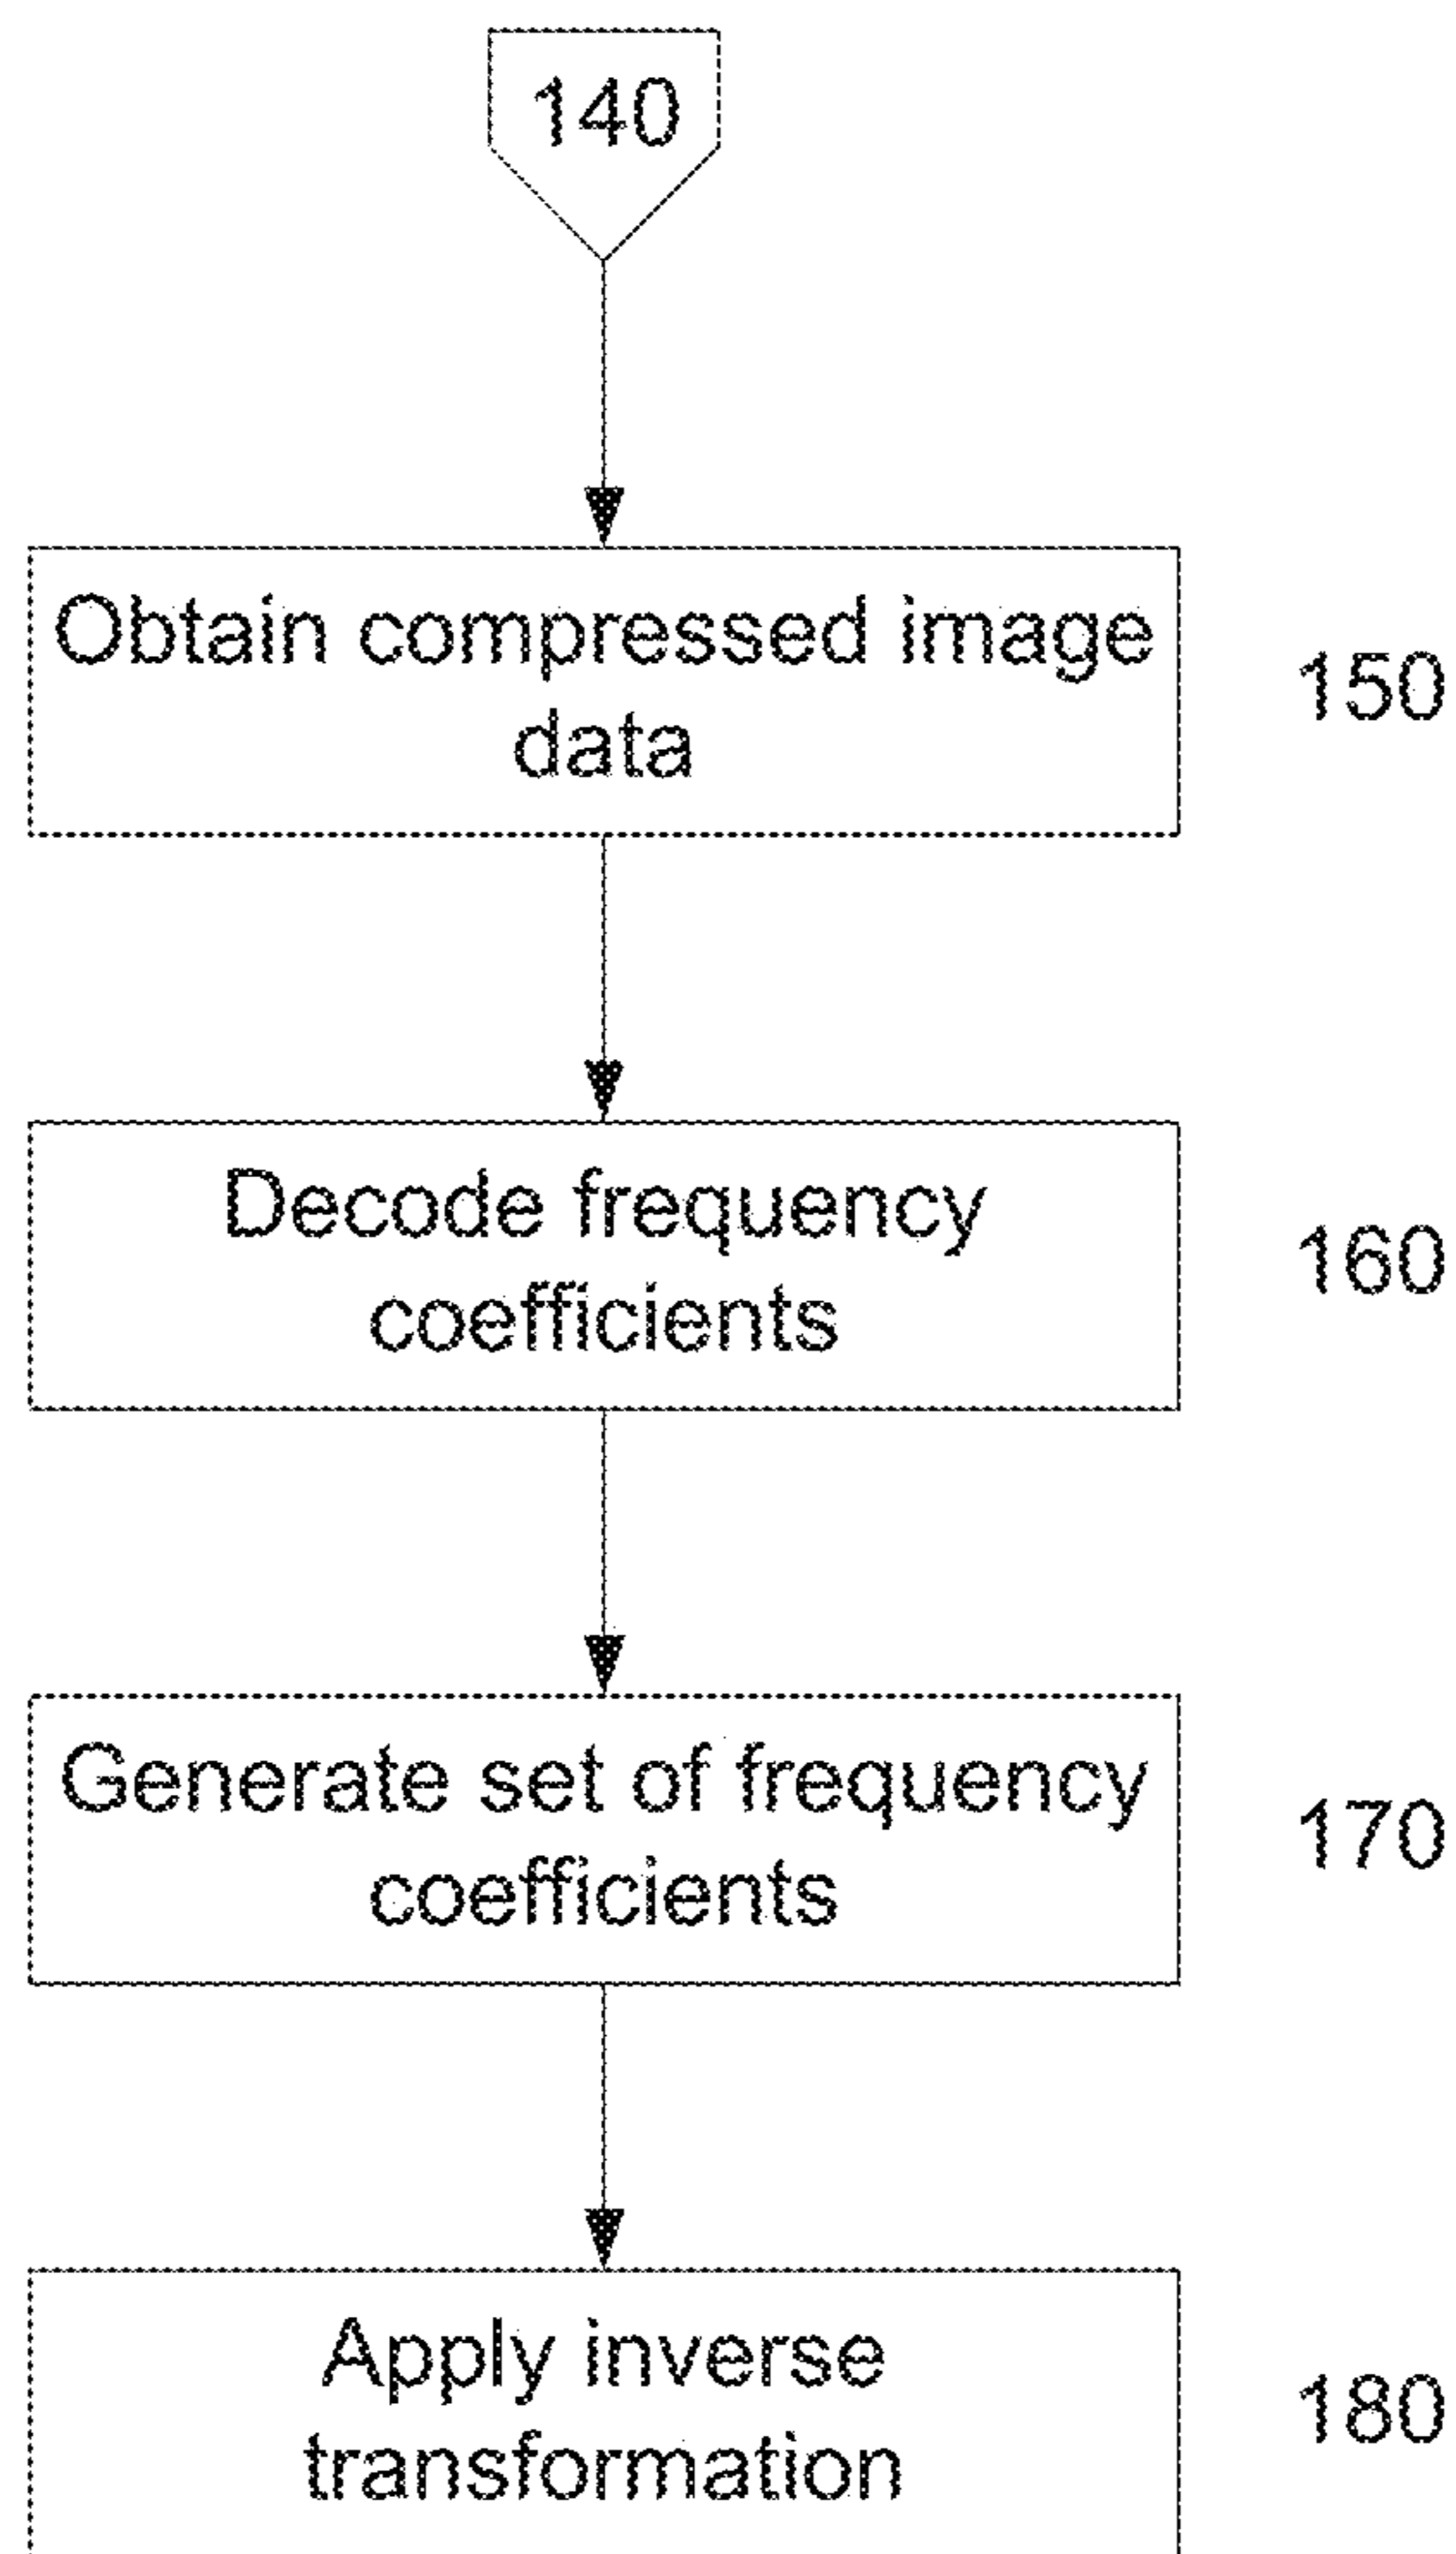 140
Obtain compressed image
data
150
Decode frequency
coefficients
160
Generate set of frequency
coefficients
170
Apply inverse
transformation
180